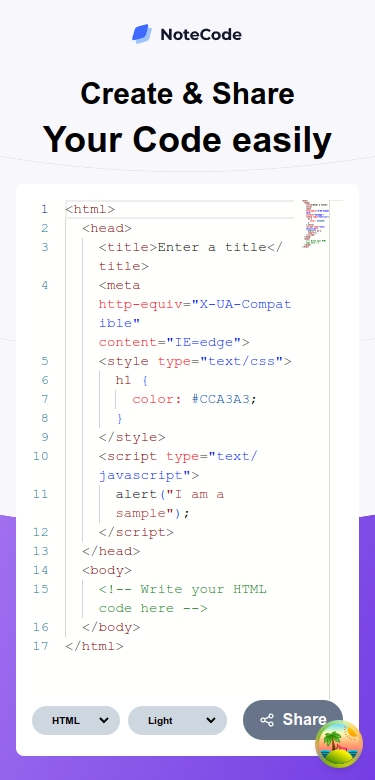 NoteCode
Create & Share
Your Code easily
1 <html>
2 <head>
3 <title>Enter a title</
title>
4 <meta
http-equiv="X-UA-Compat
ible"
content="IE=edge">
5 <style type="text/css">
6 h1 {
7 color: #CCA3A3;
8 }
9 </style>
10 <script type="text/
javascript">
11 alert("I am a
sample");
12 </script>
13 </head>
14 <body>
15 <!-- Write your HTML
code here -->
16 </body>
17 </html>
HTML Light Share